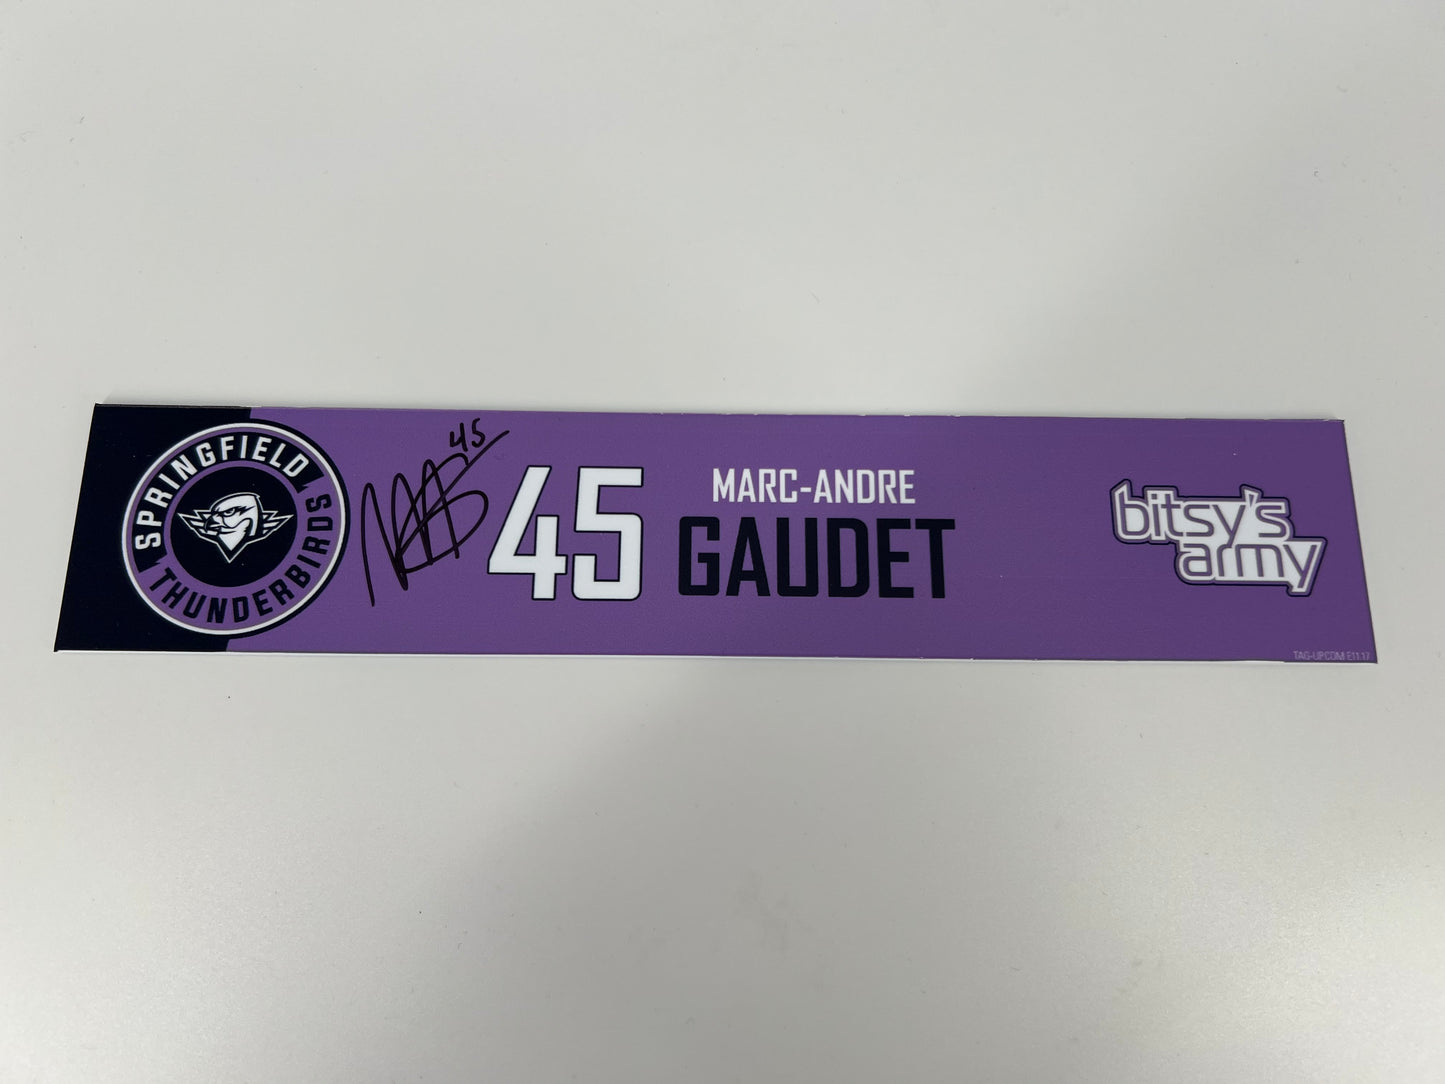 SPRINGFIELD
THUNDERBIRDS
45
45
MARC-ANDRE
GAUDET
bitsy's
army